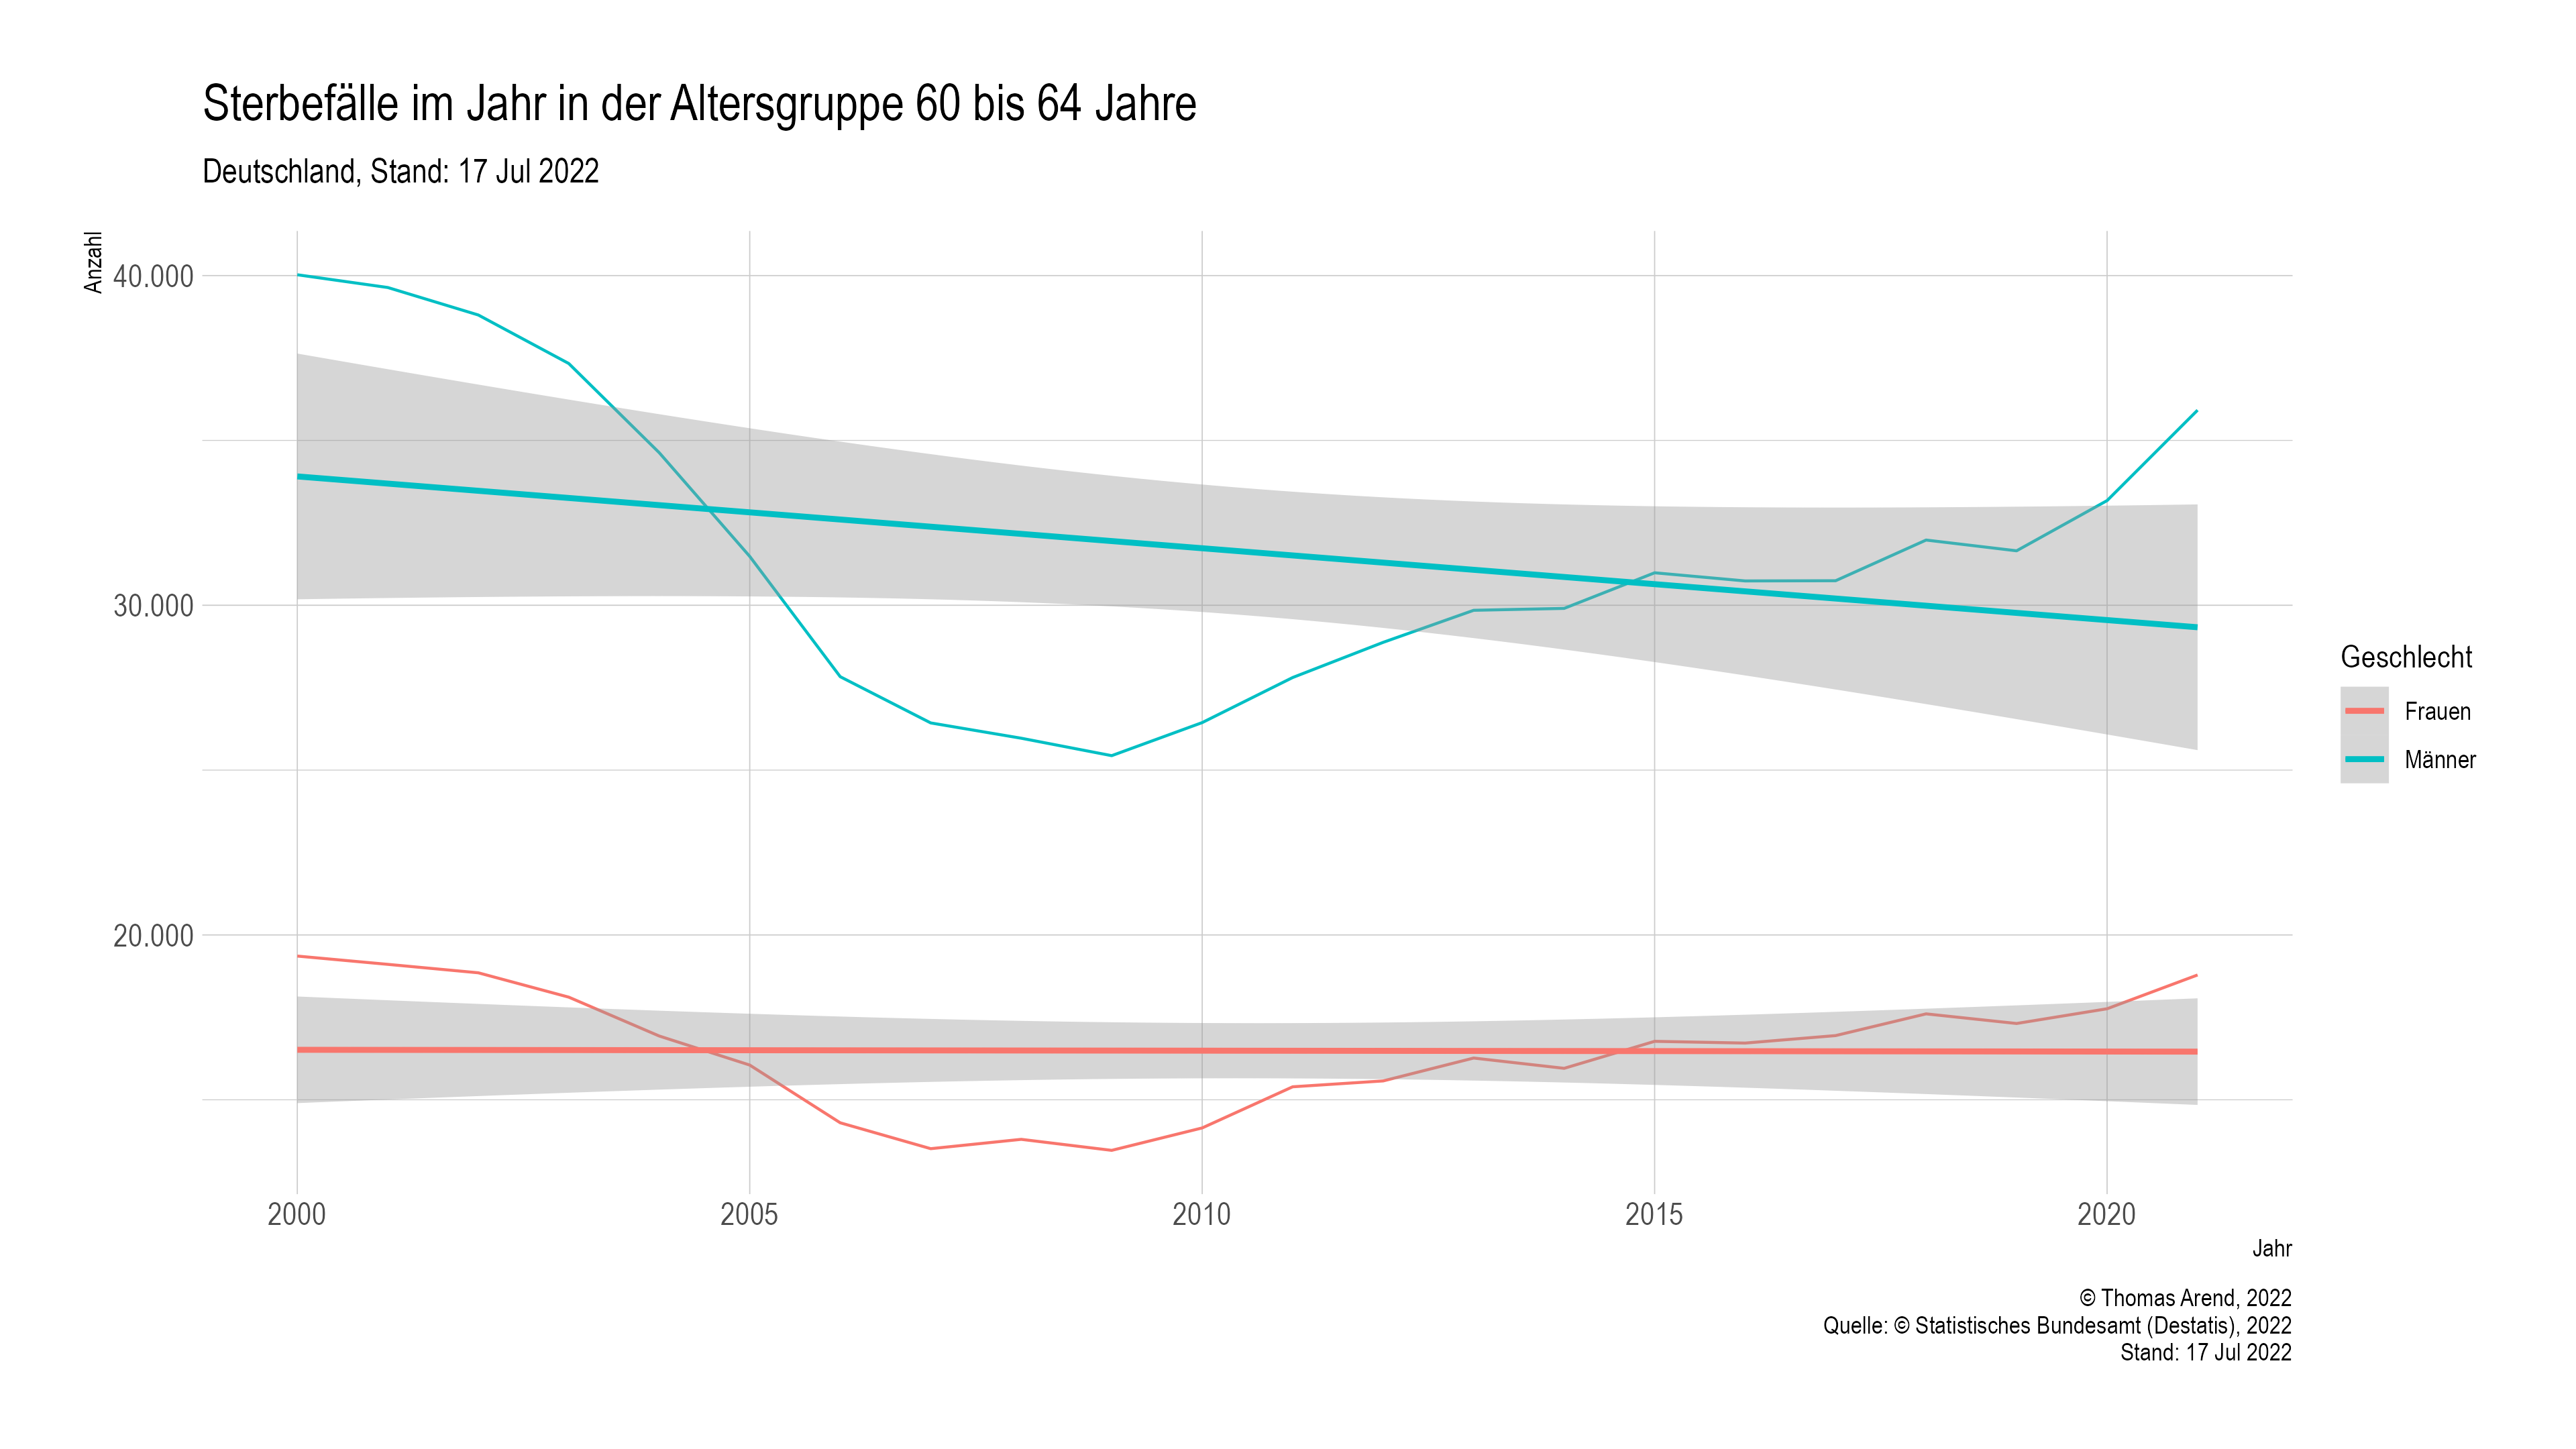 Sterbefälle im Jahr in der Altersgruppe 60 bis 64 Jahre
Deutschland, Stand: 17 Jul 2022
Anzahl
40.000
30.000
20.000
2000
2005
2010
2015
2020
Jahr
Geschlecht
Frauen
Männer
© Thomas Arend, 2022
Quelle: © Statistisches Bundesamt (Destatis), 2022
Stand: 17 Jul 2022